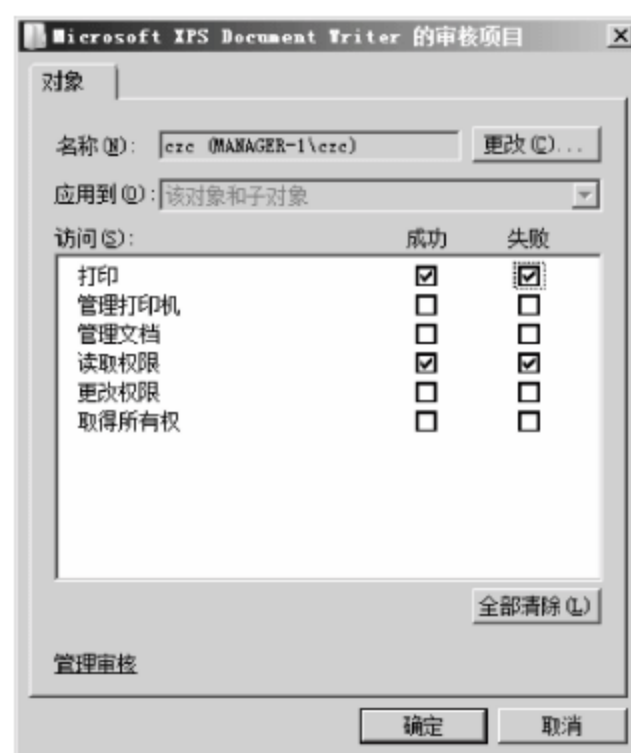 Microsoft XPS Document Writer 的审核项目
对象
名称(N): czc (MANAGER-1\czc) 更改(C)...
应用到(O): 该对象和子对象
访问(S): 成功 失败
打印
管理打印机
管理文档
读取权限
更改权限
取得所有权
全部清除(L)
管理审核
确定 取消